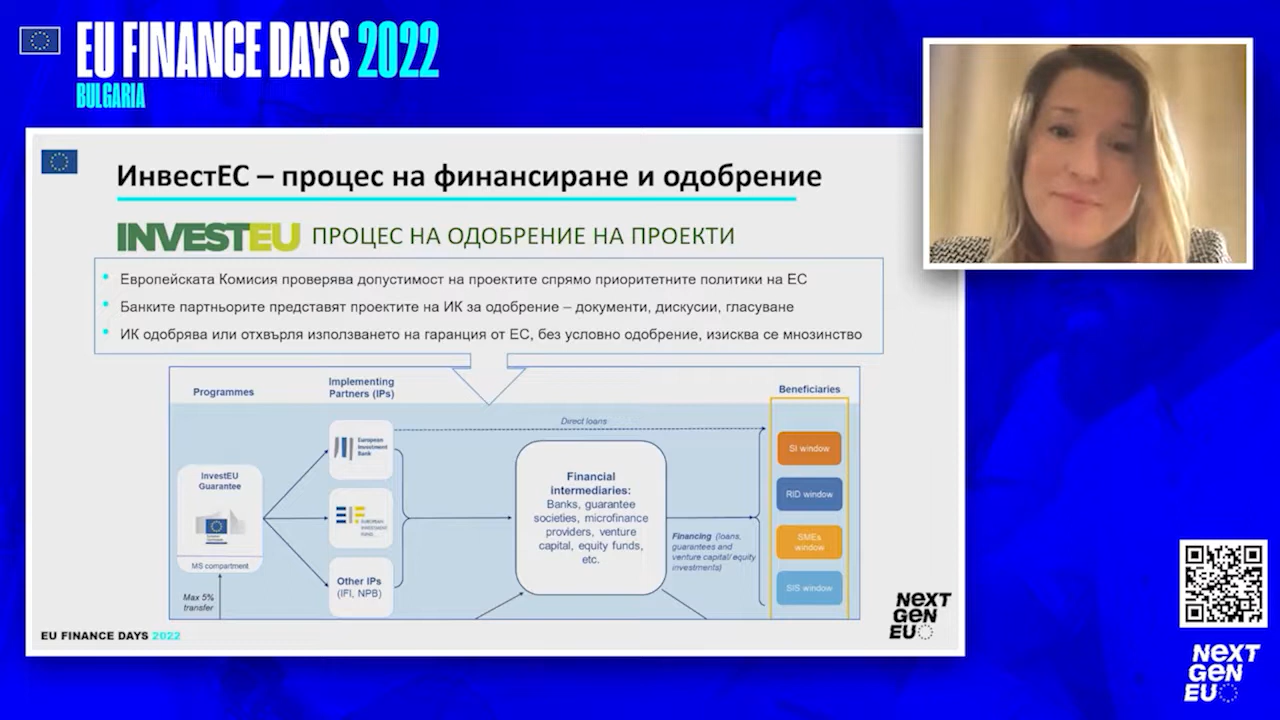 EU FINANCE DAYS 2022
BULGARIA
ИнвестЕС – процес на финансиране и одобрение
INVESTEU ПРОЦЕС НА ОДОБРЕНИЕ НА ПРОЕКТИ
Европейската Комисия проверява допустимост на проектите спрямо приоритетните политики на ЕС
Банките партньорите представят проектите на ИК за одобрение – документи, дискусии, гласуване
ИК одобрява или отхвърля използването на гаранция от ЕС, без условно одобрение, изисква се мнозинство
Programmes
Implementing
Partners (IPs)
Beneficiaries
Direct loans
European
Investment
Bank
InvestEU
Guarantee
MS compartment
Max 5%
transfer
EIF
EUROPEAN
INVESTMENT
FUND
Other IPs
(IFI, NPB)
Financial
intermediaries:
Banks, guarantee
societies, microfinance
providers, venture
capital, equity funds,
etc.
Financing (loans,
guarantees and
venture capital/ equity
investments)
SI window
RID window
SMEs
window
SIS window
NEXT
GEN
EU
EU FINANCE DAYS 2022
NEXT
GEN
EU